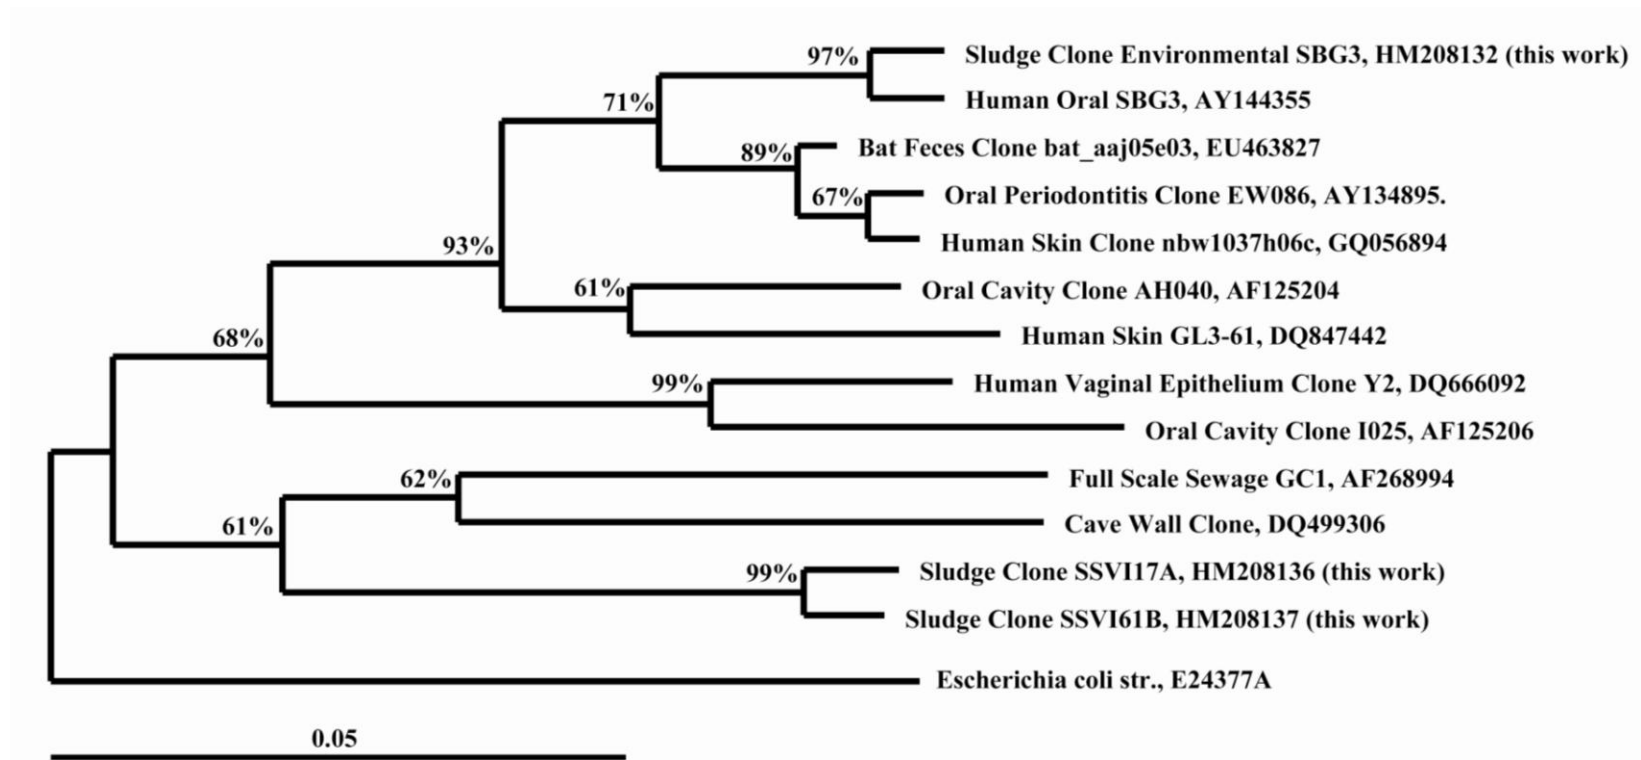 97%
Sludge Clone Environmental SBG3, HM208132 (this work)
71%
Human Oral SBG3, AY144355
89%
Bat Feces Clone bat_aaj05e03, EU463827
67%
Oral Periodontitis Clone EW086, AY134895.
93%
Human Skin Clone nbw1037h06c, GQ056894
61%
Oral Cavity Clone AH040, AF125204
68%
Human Skin GL3-61, DQ847442
99%
Human Vaginal Epithelium Clone Y2, DQ666092
Oral Cavity Clone I025, AF125206
62%
Full Scale Sewage GC1, AF268994
61%
Cave Wall Clone, DQ499306
99%
Sludge Clone SSVI17A, HM208136 (this work)
Sludge Clone SSVI61B, HM208137 (this work)
Escherichia coli str., E24377A
0.05